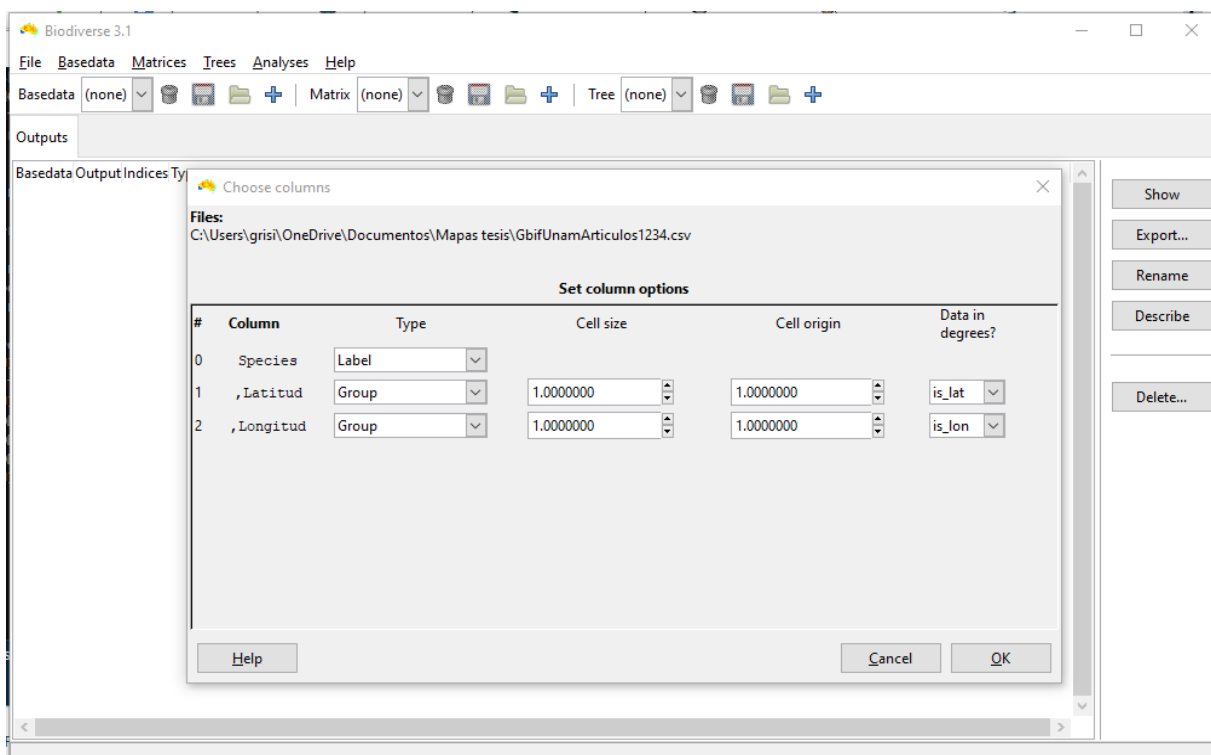 Biodiverse 3.1
File Basedata Matrices Trees Analyses Help
Basedata (none) Matrix (none) Tree (none)
Outputs
Basedata Output Indices Ty
Choose columns
Files:
C:\Users\grisi\OneDrive\Documentos\Mapas tesis\GbifUnamArticulos1234.csv
Set column options
# Column Type Cell size Cell origin Data in degrees?
0 Species Label
1 ,Latitud Group 1.0000000 1.0000000 is_lat
2 ,Longitud Group 1.0000000 1.0000000 is_lon
Help Cancel OK
Show
Export...
Rename
Describe
Delete...